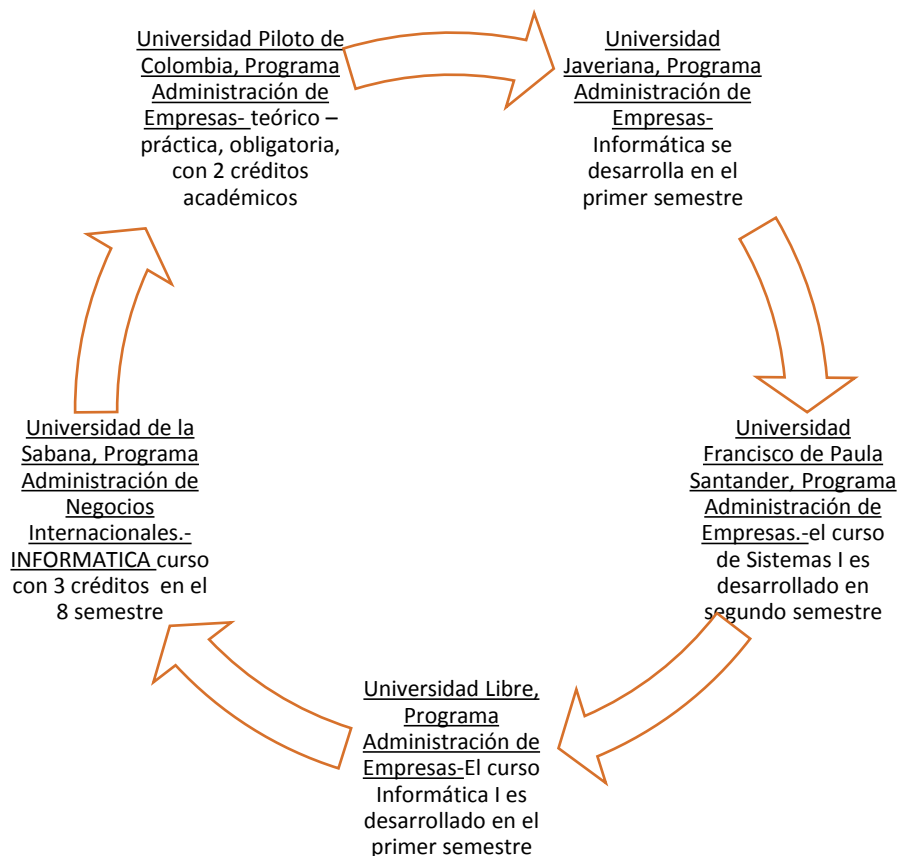 Universidad Piloto de
Colombia, Programa
Administración de
Empresas- teórico –
práctica, obligatoria,
con 2 créditos
académicos
Universidad
Javeriana, Programa
Administración de
Empresas-
Informática se
desarrolla en el
primer semestre
Universidad
Francisco de Paula
Santander, Programa
Administración de
Empresas.-el curso
de Sistemas I es
desarrollado en
segundo semestre
Universidad Libre,
Programa
Administración de
Empresas-El curso
Informática I es
desarrollado en el
primer semestre
Universidad de la
Sabana, Programa
Administración de
Negocios
Internacionales.-
INFORMATICA curso
con 3 créditos  en el
8 semestre